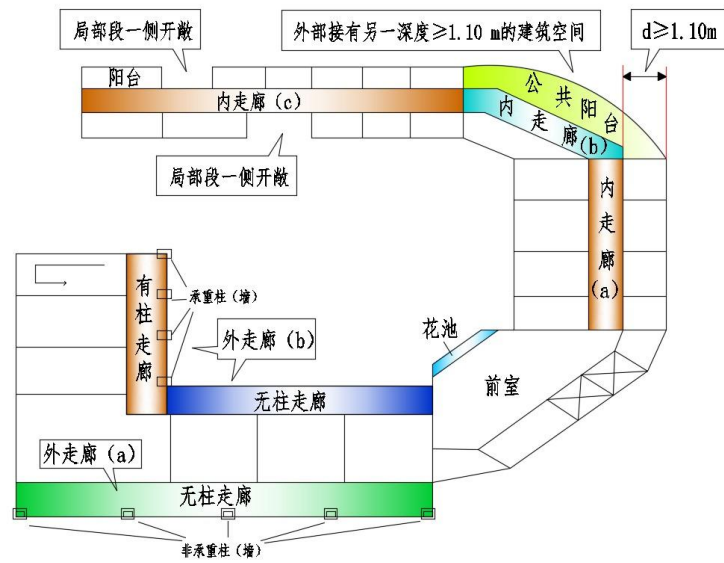 局部段一侧开敞
外部接有另一深度≥1.10 m的建筑空间
d≥1.10m
阳台
内走廊(c)
公共阳台
内走廊(b)
局部段一侧开敞
内走廊(a)
有柱走廊
承重柱(墙)
外走廊(b)
花池
前室
无柱走廊
外走廊(a)
无柱走廊
非承重柱(墙)